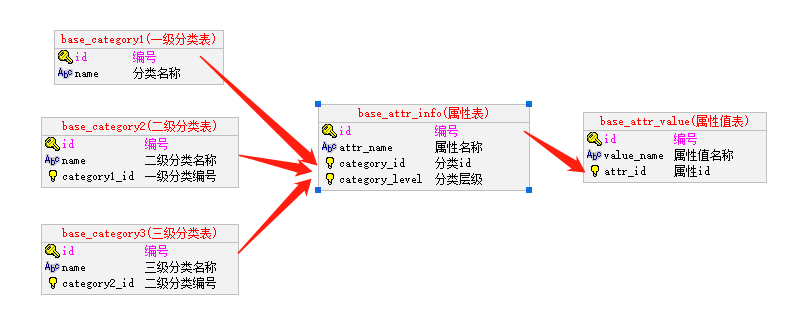 base_category1(一级分类表)
id 编号
Abc name 分类名称
base_category2(二级分类表)
id 编号
Abc name 二级分类名称
category1_id 一级分类编号
base_category3(三级分类表)
id 编号
Abc name 三级分类名称
category2_id 二级分类编号
base_attr_info(属性表)
id 编号
Abc attr_name 属性名称
category_id 分类id
category_level 分类层级
base_attr_value(属性值表)
id 编号
Abc value_name 属性值名称
attr_id 属性id